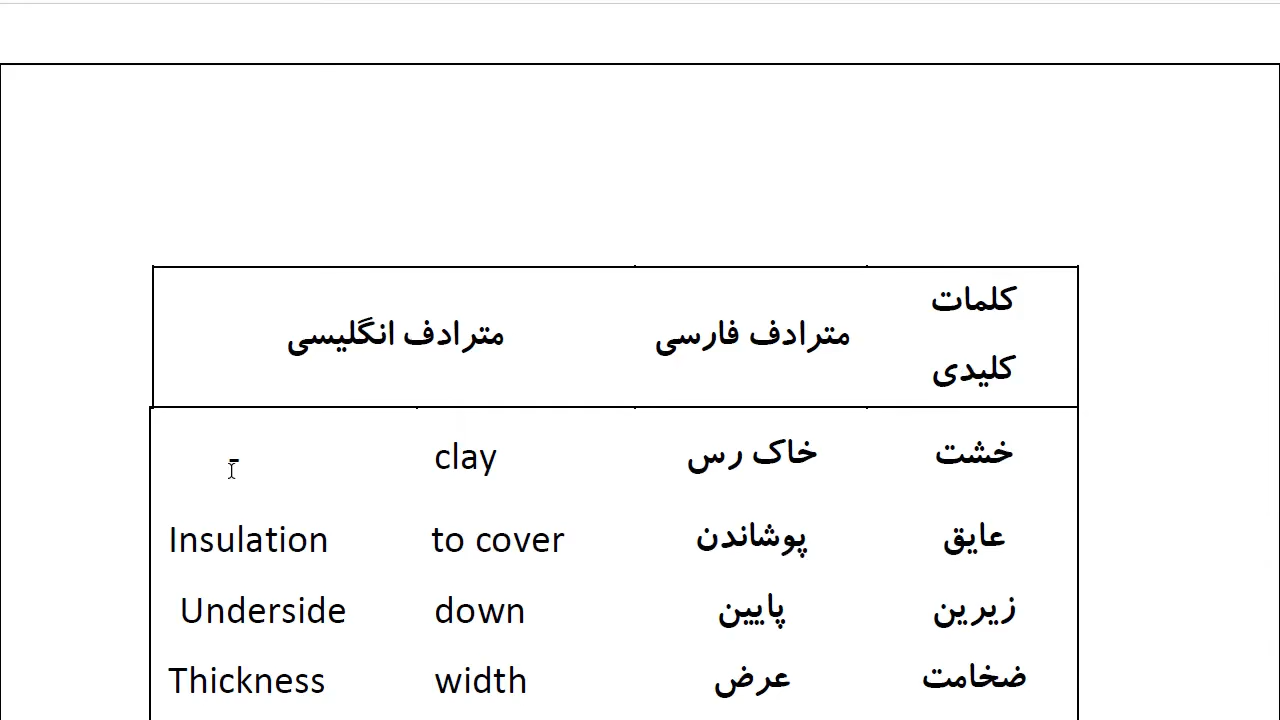 کلمات
کلیدی
مترادف فارسی
مترادف انگلیسی
خشت خاک رس clay -
عایق پوشاندن to cover Insulation
زیرین پایین down Underside
ضخامت عرض width Thickness